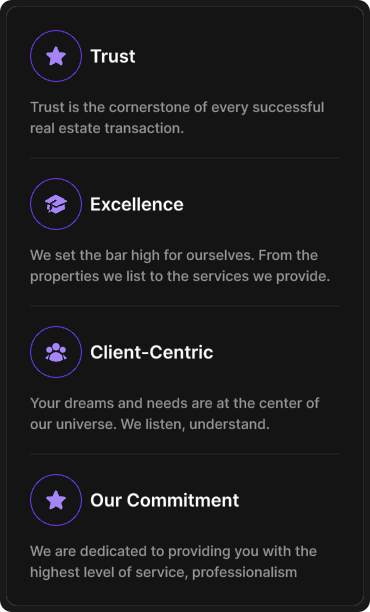 Trust
Trust is the cornerstone of every successful
real estate transaction.
Excellence
We set the bar high for ourselves. From the
properties we list to the services we provide.
Client-Centric
Your dreams and needs are at the center of
our universe. We listen, understand.
Our Commitment
We are dedicated to providing you with the
highest level of service, professionalism